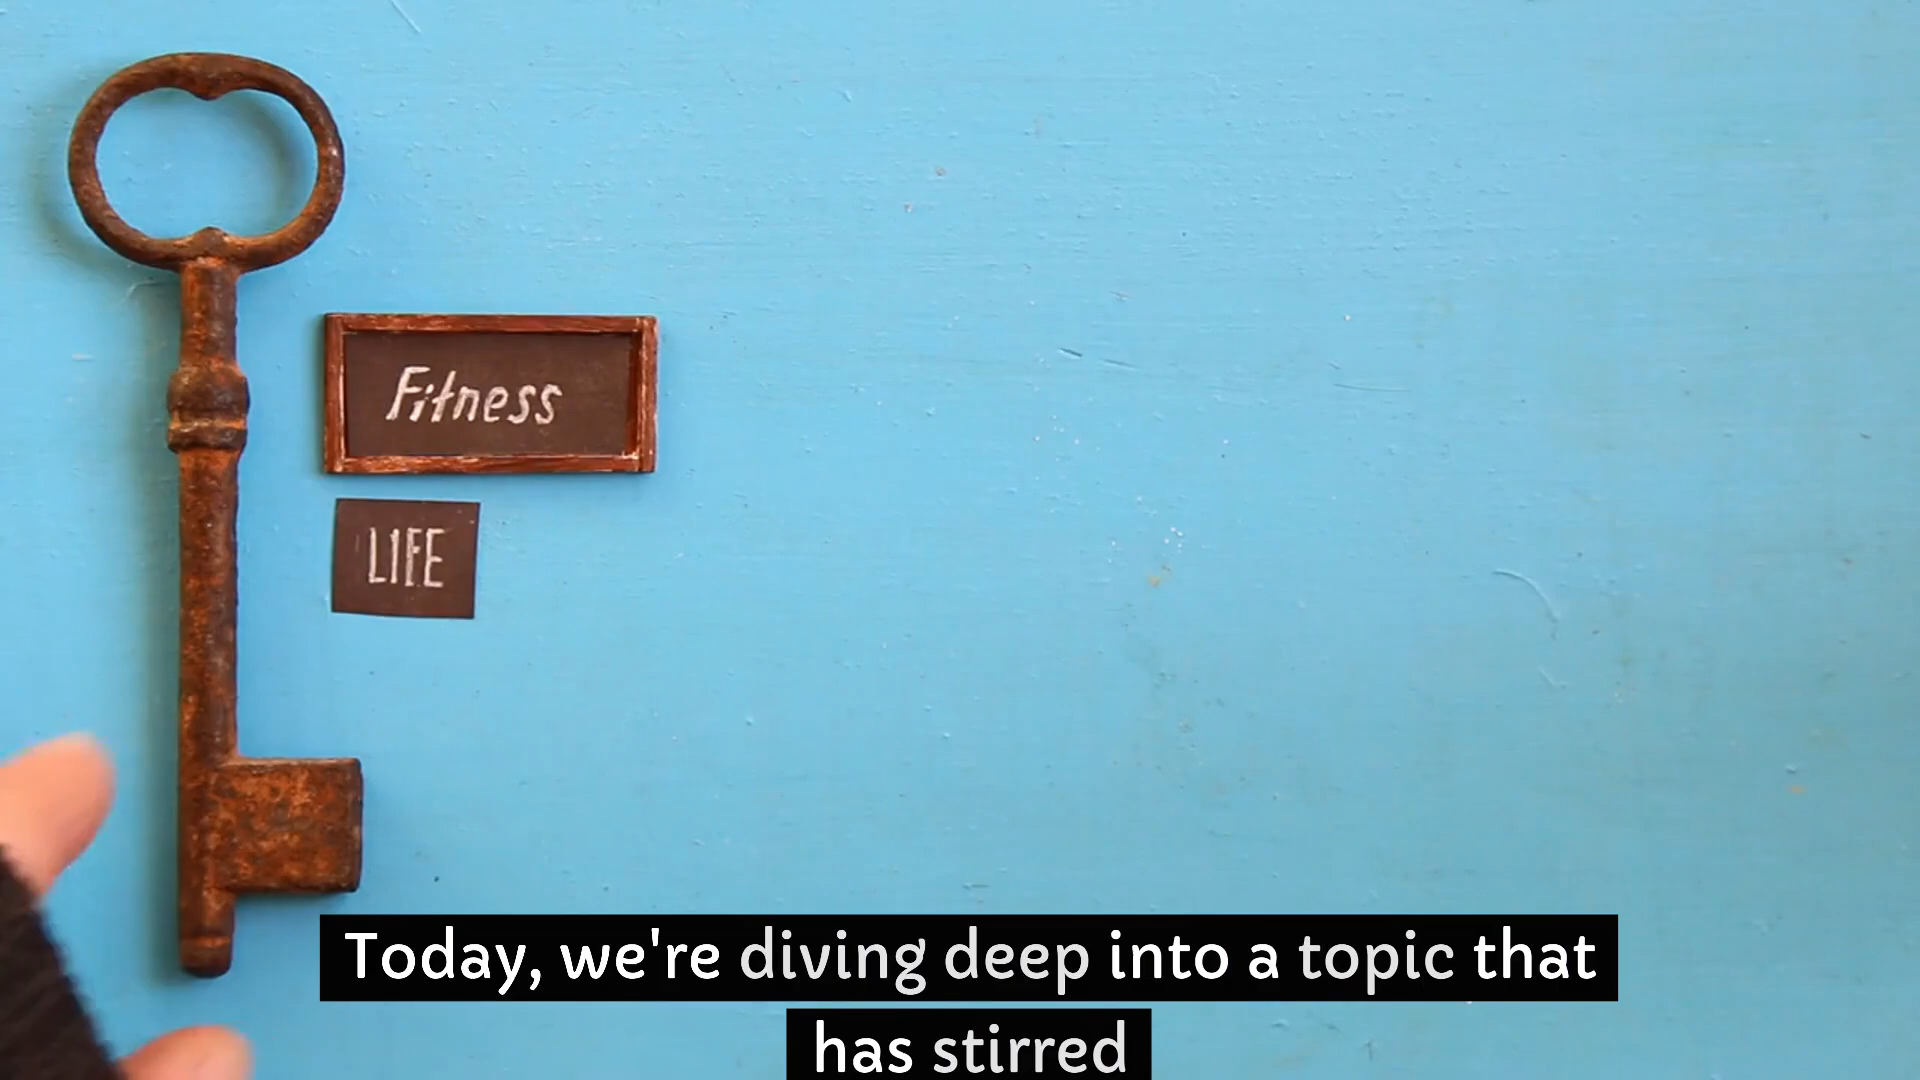 Fitness
LIFE
Today, we're diving deep into a topic that
has stirred